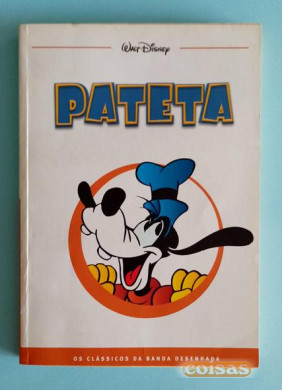 WALT DISNEY
PATETA
OS CLÁSSICOS DA BANDA DESENHADA
coisas